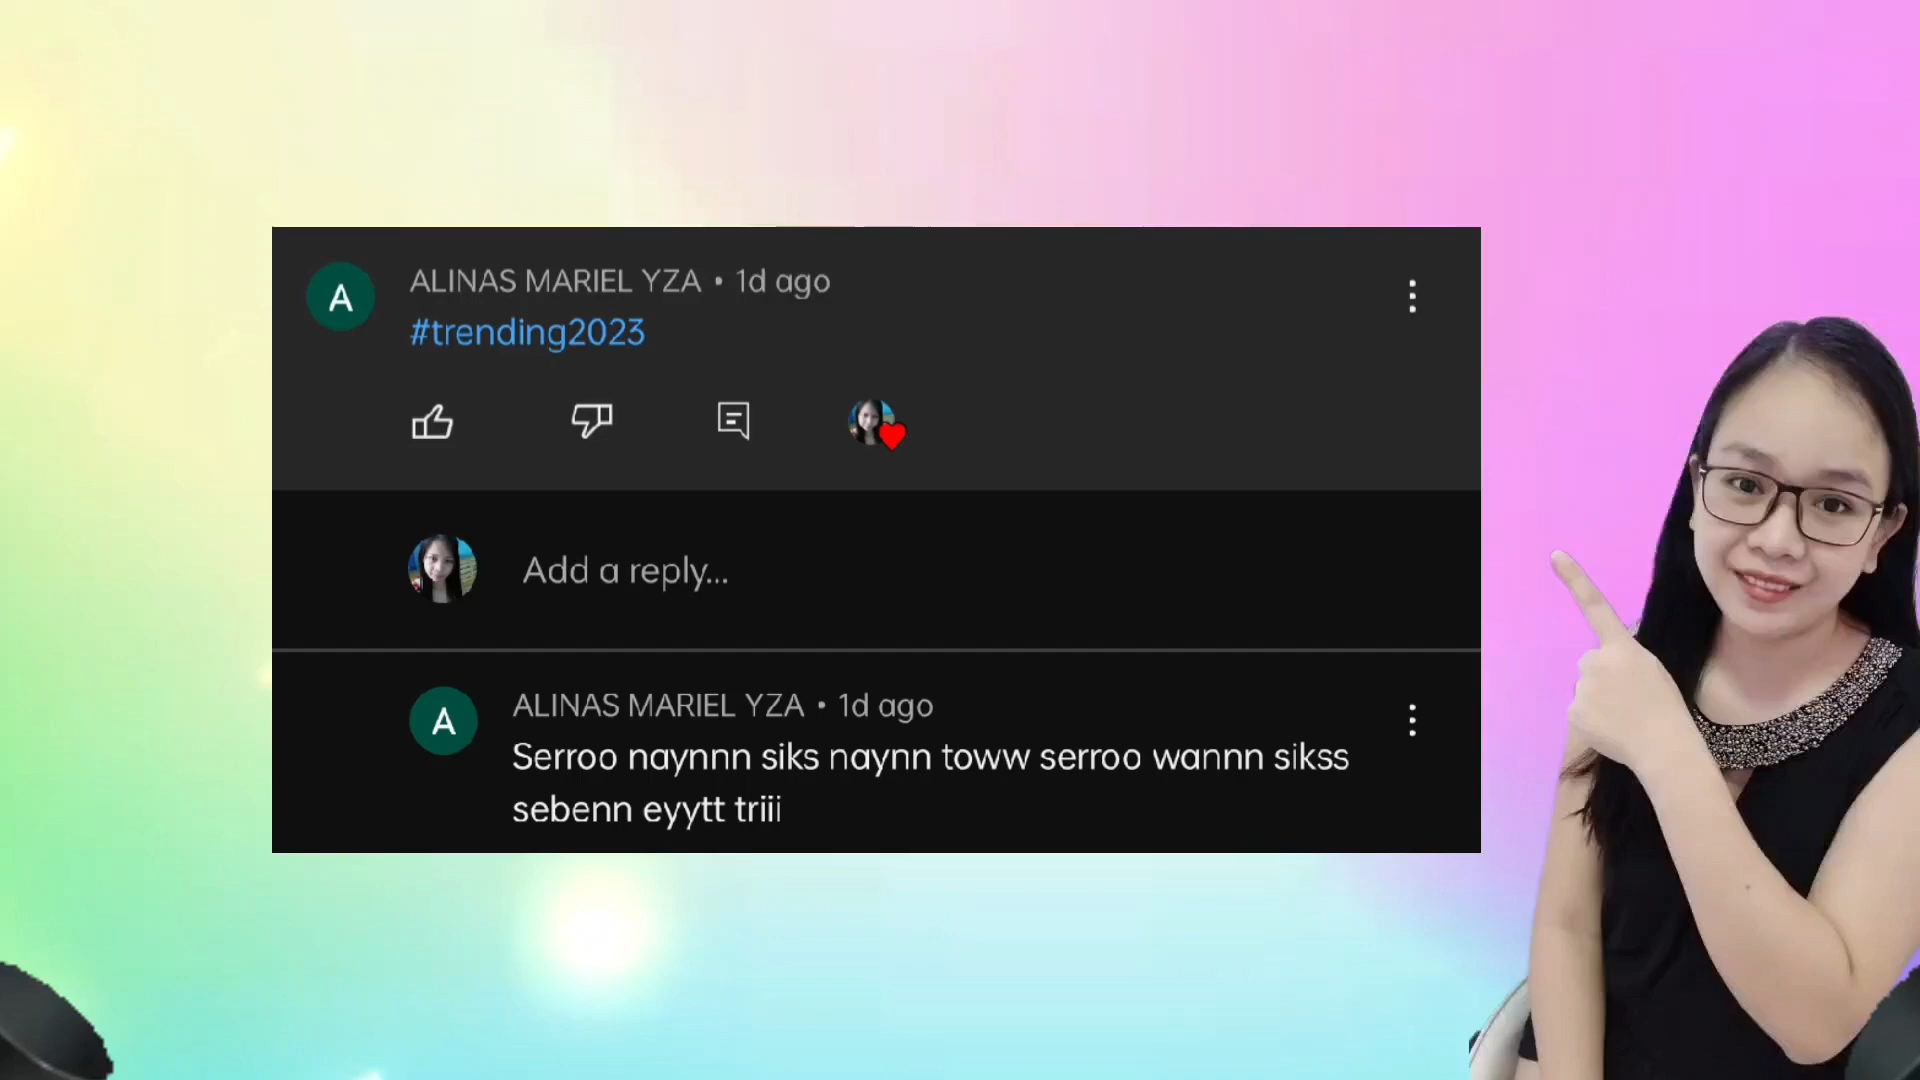 A ALINAS MARIEL YZA • 1d ago
#trending2023
Add a reply...
A ALINAS MARIEL YZA • 1d ago
Serroo naynnn siks naynn toww serroo wannn sikss
sebenn eyytt triii